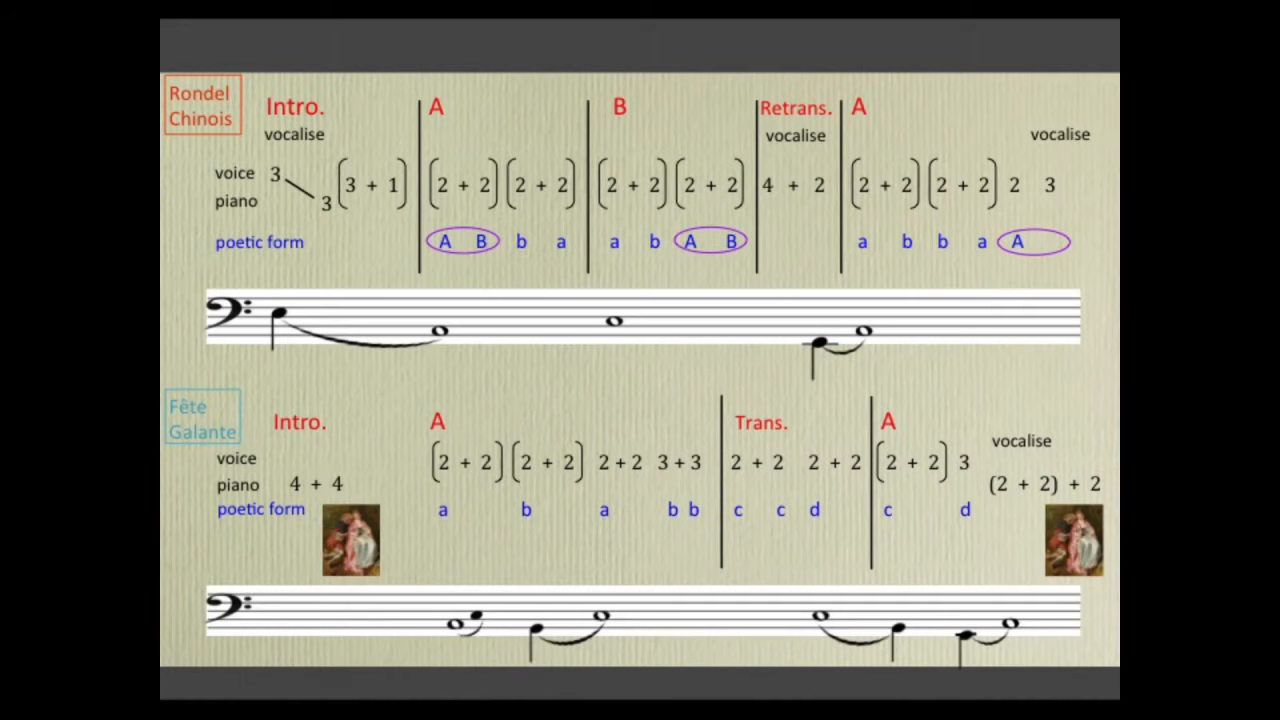 Rondel
Chinois
Intro. A B Retrans. A
vocalise vocalise vocalise
voice 3 (3 + 1) (2 + 2) (2 + 2) (2 + 2) (2 + 2) 4 + 2 (2 + 2) (2 + 2) 2 3
piano 3
poetic form A B b a a b A B a b b a A
Fête
Galante
Intro. A Trans. A
vocalise
voice (2 + 2) (2 + 2) 2 + 2 3 + 3 2 + 2 2 + 2 (2 + 2) 3
piano 4 + 4 (2 + 2) + 2
poetic form a b a b b c c d c d